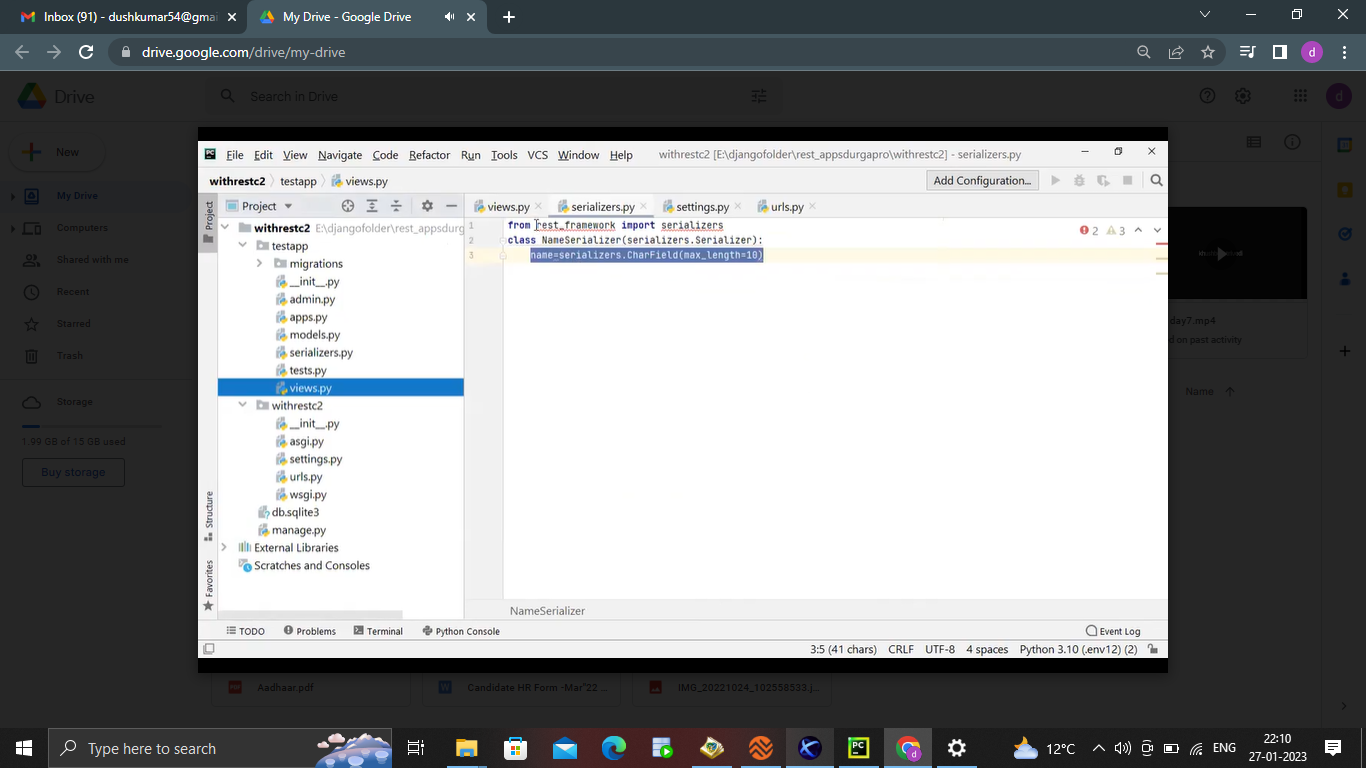 Inbox (91) - dushkumar54@gmai
My Drive - Google Drive
drive.google.com/drive/my-drive
Drive
Search in Drive
New
My Drive
Computers
Shared with me
Recent
Starred
Trash
Storage
1.99 GB of 15 GB used
Buy storage
File Edit View Navigate Code Refactor Run Tools VCS Window Help
withrestc2 [E:\djangofolder\rest_appsdurgapro\withrestc2] - serializers.py
withrestc2 testapp views.py
Add Configuration...
Project
Project
views.py serializers.py settings.py urls.py
withrestc2 E:\djangofolder\rest_appsdurg
testapp
migrations
__init__.py
admin.py
apps.py
models.py
serializers.py
tests.py
views.py
withrestc2
__init__.py
asgi.py
settings.py
urls.py
wsgi.py
db.sqlite3
manage.py
External Libraries
Scratches and Consoles
Structure
Favorites
1 from rest_framework import serializers
2 class NameSerializer(serializers.Serializer):
3 name=serializers.CharField(max_length=10)
2 3
NameSerializer
TODO Problems Terminal Python Console Event Log
3:5 (41 chars) CRLF UTF-8 4 spaces Python 3.10 (.env12) (2)
day7.mp4
d on past activity
Name
Aadhaar.pdf
Candidate HR Form -Mar'22 ...
IMG_20221024_102558533.j...
Type here to search
12°C
ENG
22:10
27-01-2023